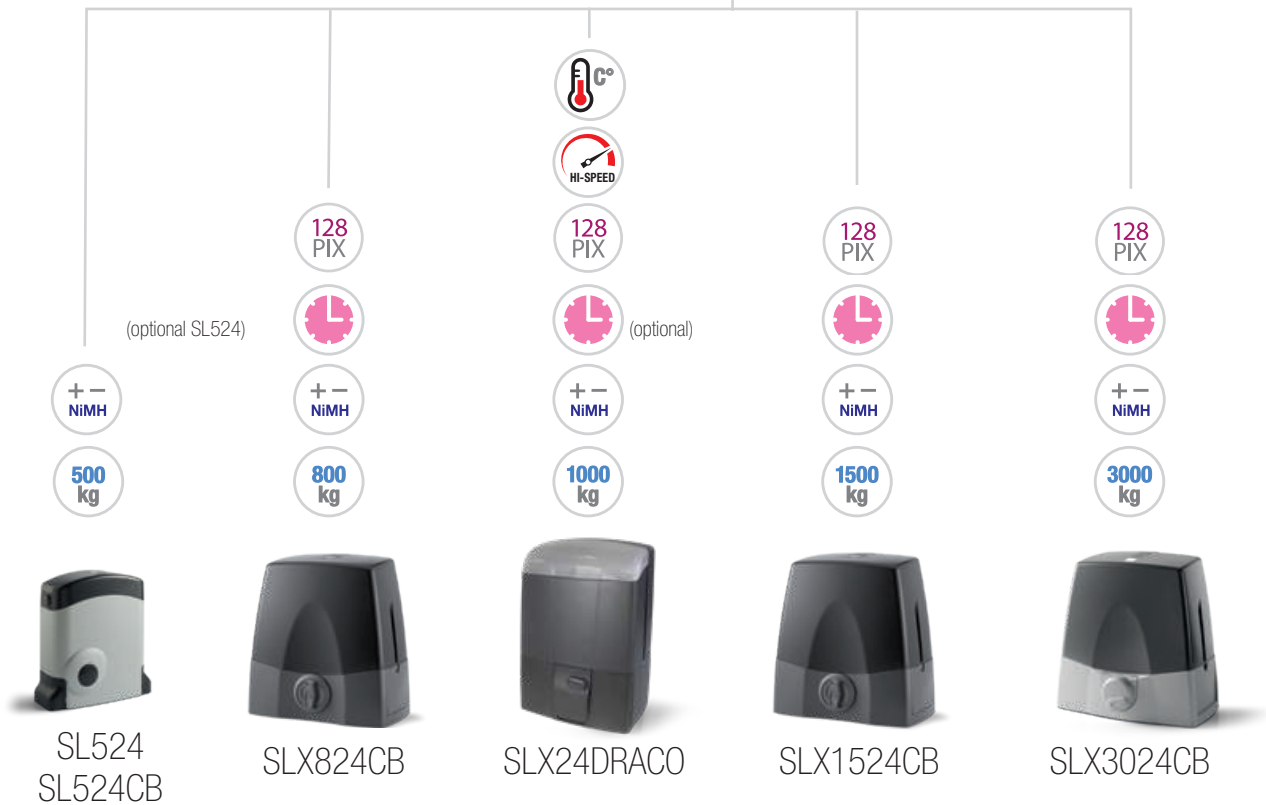 C°
HI-SPEED
128
PIX
128
PIX
128
PIX
128
PIX
(optional SL524)
(optional)
+ −
NiMH
+ −
NiMH
+ −
NiMH
+ −
NiMH
+ −
NiMH
500
kg
800
kg
1000
kg
1500
kg
3000
kg
SL524
SL524CB
SLX824CB
SLX24DRACO
SLX1524CB
SLX3024CB